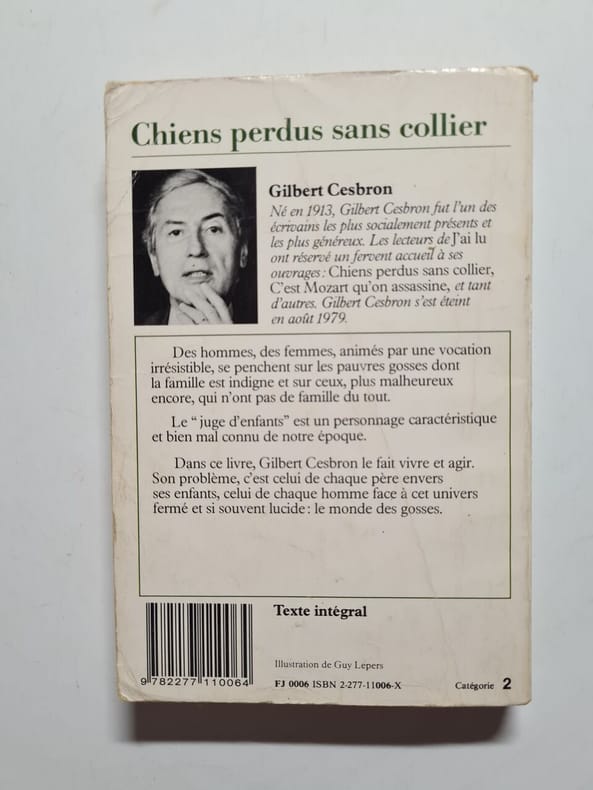 Chiens perdus sans collier
Gilbert Cesbron
Né en 1913, Gilbert Cesbron fut l'un des
écrivains les plus socialement présents et
les plus généreux. Les lecteurs de J'ai lu
ont réservé un fervent accueil à ses
ouvrages : Chiens perdus sans collier,
C'est Mozart qu'on assassine, et tant
d'autres. Gilbert Cesbron s'est éteint
en août 1979.
Des hommes, des femmes, animés par une vocation
irrésistible, se penchent sur les pauvres gosses dont
la famille est indigne et sur ceux, plus malheureux
encore, qui n'ont pas de famille du tout.
Le “ juge d'enfants” est un personnage caractéristique
et bien mal connu de notre époque.
Dans ce livre, Gilbert Cesbron le fait vivre et agir.
Son problème, c'est celui de chaque père envers
ses enfants, celui de chaque homme face à cet univers
fermé et si souvent lucide : le monde des gosses.
Texte intégral
Illustration de Guy Lepers
9 782277 110064
FJ 0006 ISBN 2-277-11006-X
Catégorie 2